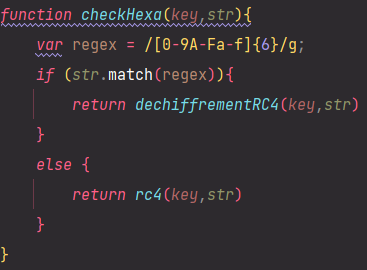 function checkHexa(key,str){
var regex = /[0-9A-Fa-f]{6}/g;
if (str.match(regex)){
return dechiffrementRC4(key,str)
}
else {
return rc4(key,str)
}
}